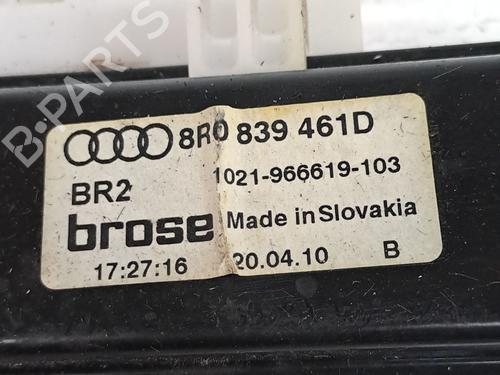 8R0 839 461D
1021-966619-103
BR2
brose
Made in Slovakia
17:27:16
20.04.10
B
B-PARTS